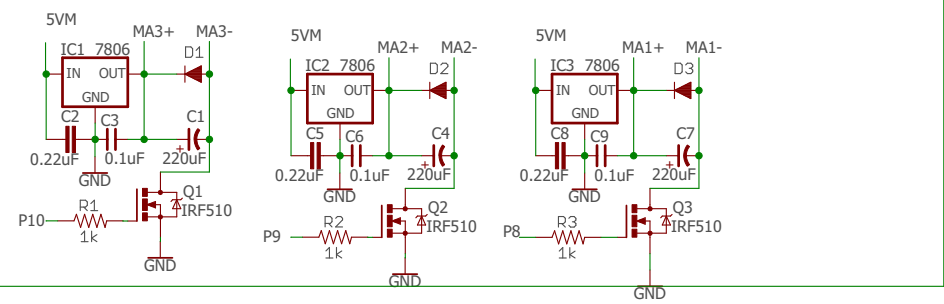 5VM MA3+ MA3-
IC1 7806 D1
IN OUT
GND
C2 C3 C1
0.22uF 0.1uF 220uF
+
GND
Q1
IRF510
P10 R1
1k
GND
5VM MA2+ MA2-
IC2 7806 D2
IN OUT
GND
C5 C6 C4
0.22uF 0.1uF 220uF
+
GND
Q2
IRF510
P9 R2
1k
GND
5VM MA1+ MA1-
IC3 7806 D3
IN OUT
GND
C8 C9 C7
0.22uF 0.1uF 220uF
+
GND
Q3
IRF510
P8 R3
1k
GND